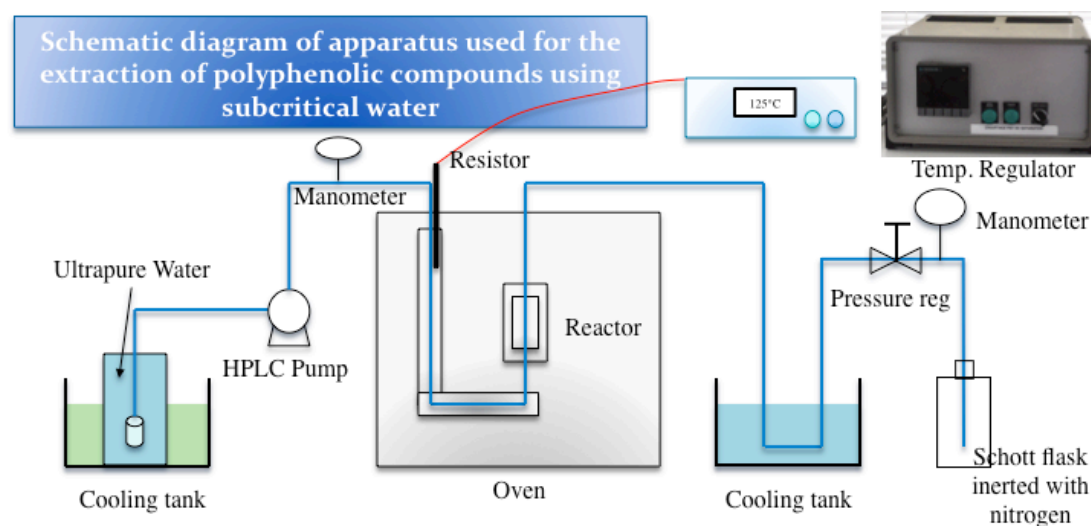 Schematic diagram of apparatus used for the
extraction of polyphenolic compounds using
subcritical water
125°C
Resistor
Manometer
Temp. Regulator
Manometer
Ultrapure Water
Pressure reg
Reactor
HPLC Pump
Cooling tank
Oven
Cooling tank
Schott flask
inerted with
nitrogen